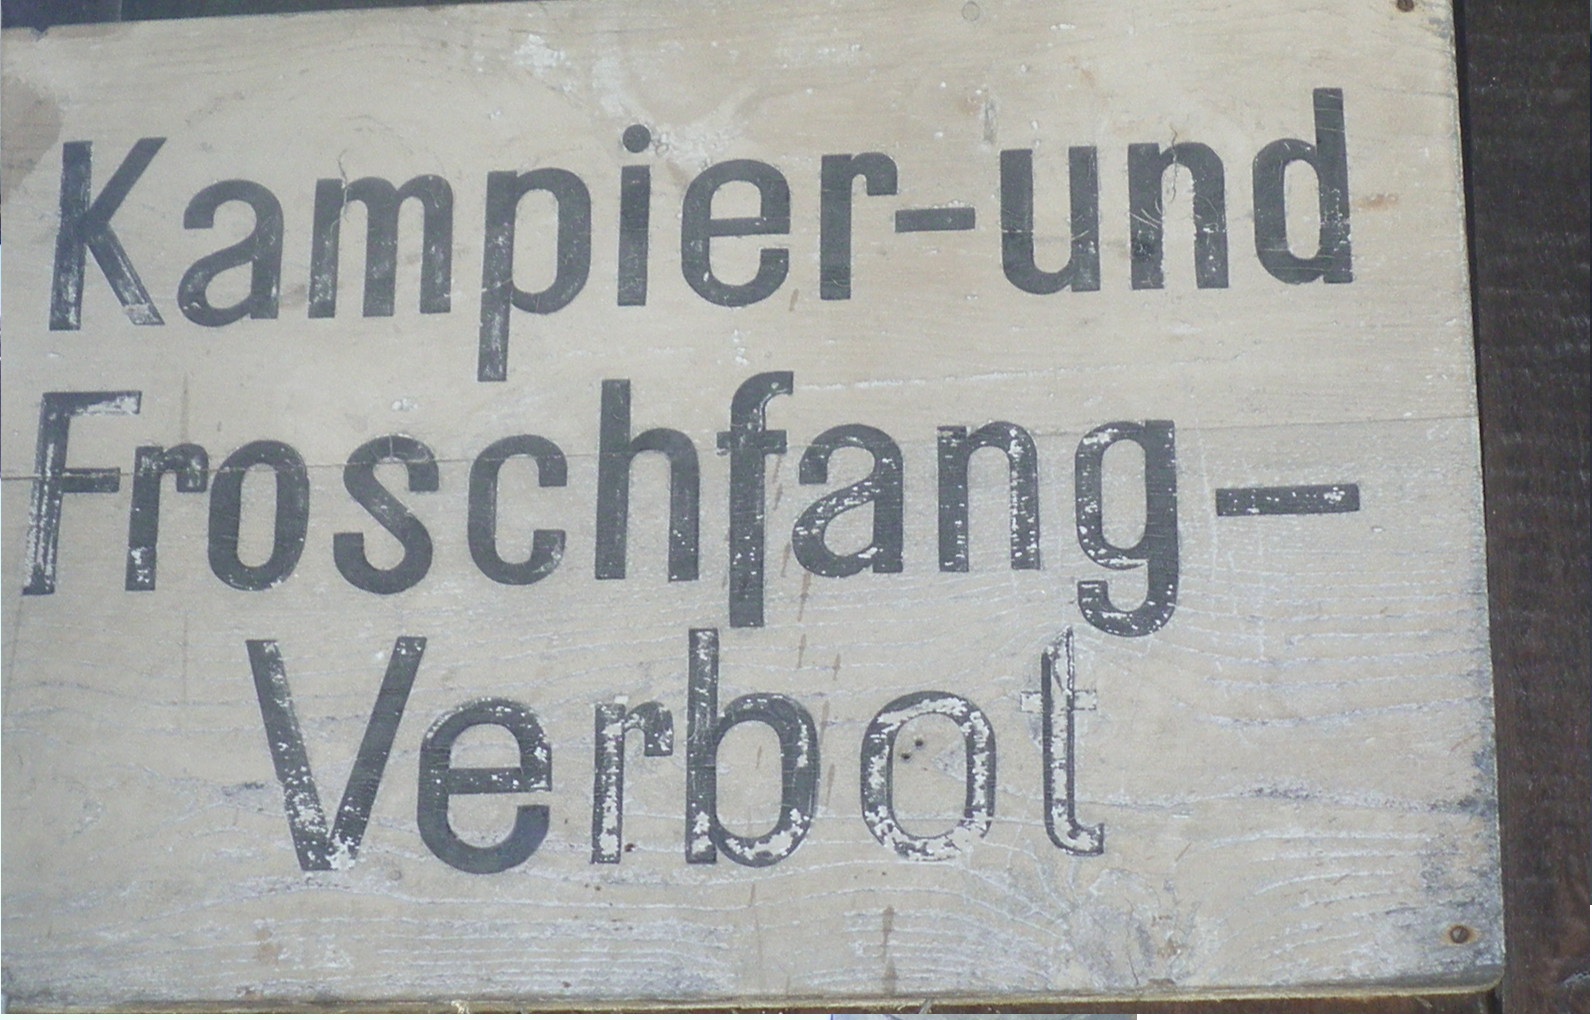 Kampier-und
Froschfang-
Verbot